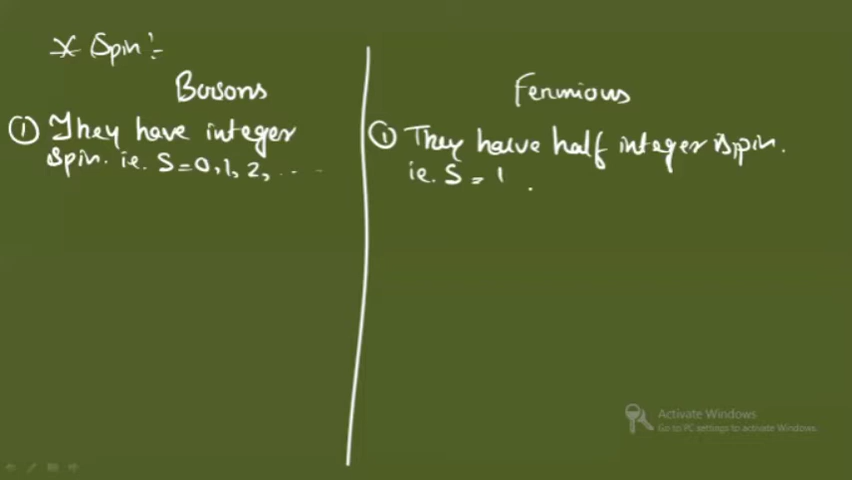 * Spin :-
Bosons
① They have integer
spin. ie. S = 0, 1, 2, ....
Fermions
① They halve half integer spin.
ie. S = 1
Activate Windows
Go to PC settings to activate Windows.